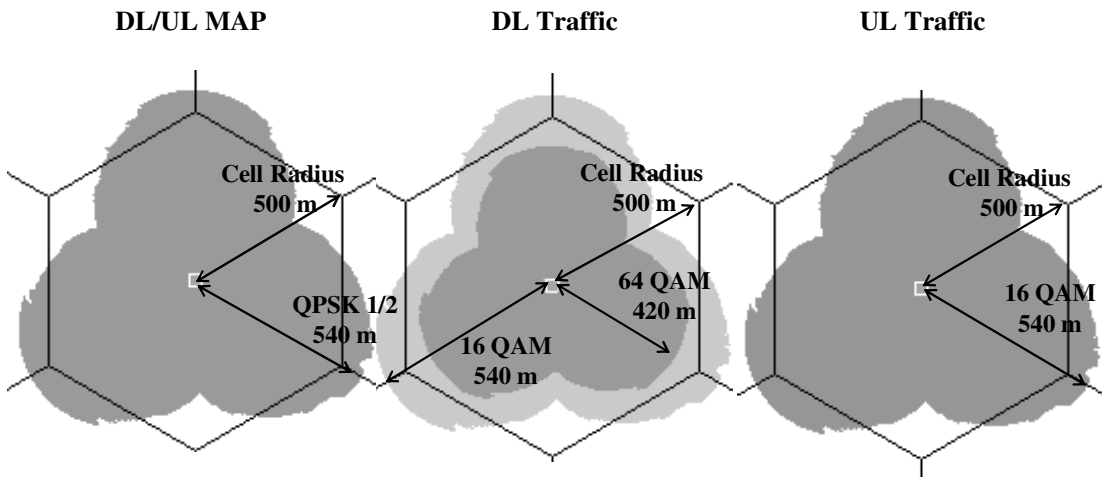 DL/UL MAP
Cell Radius
500 m
QPSK 1/2
540 m
DL Traffic
Cell Radius
500 m
64 QAM
420 m
16 QAM
540 m
UL Traffic
Cell Radius
500 m
16 QAM
540 m